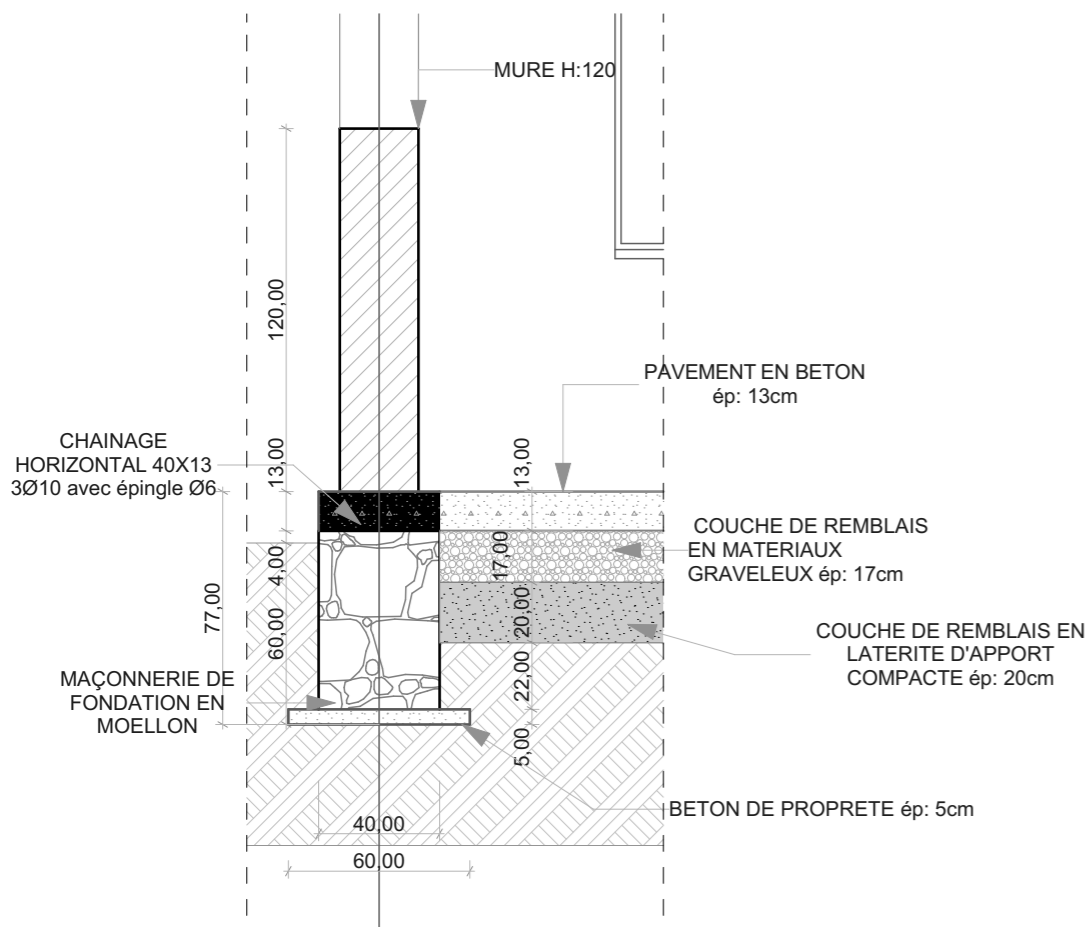 MURE H:120
120,00
PAVEMENT EN BETON
ép: 13cm
CHAINAGE
HORIZONTAL 40X13
3Ø10 avec épingle Ø6
13,00
13,00
COUCHE DE REMBLAIS
EN MATERIAUX
GRAVELEUX ép: 17cm
17,00
4,00
77,00
60,00
20,00
COUCHE DE REMBLAIS EN
LATERITE D'APPORT
COMPACTE ép: 20cm
22,00
MAÇONNERIE DE
FONDATION EN
MOELLON
5,00
BETON DE PROPRETE ép: 5cm
40,00
60,00